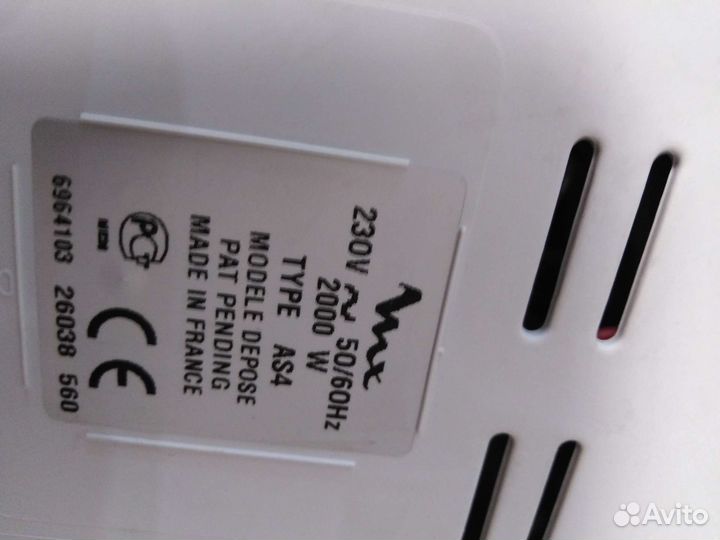 Mx
230V ~ 50/60Hz
2000 W
TYPE AS4
MODELE DEPOSE
PAT PENDING
MADE IN FRANCE
PCT
CE
6964103 26038 560
Avito